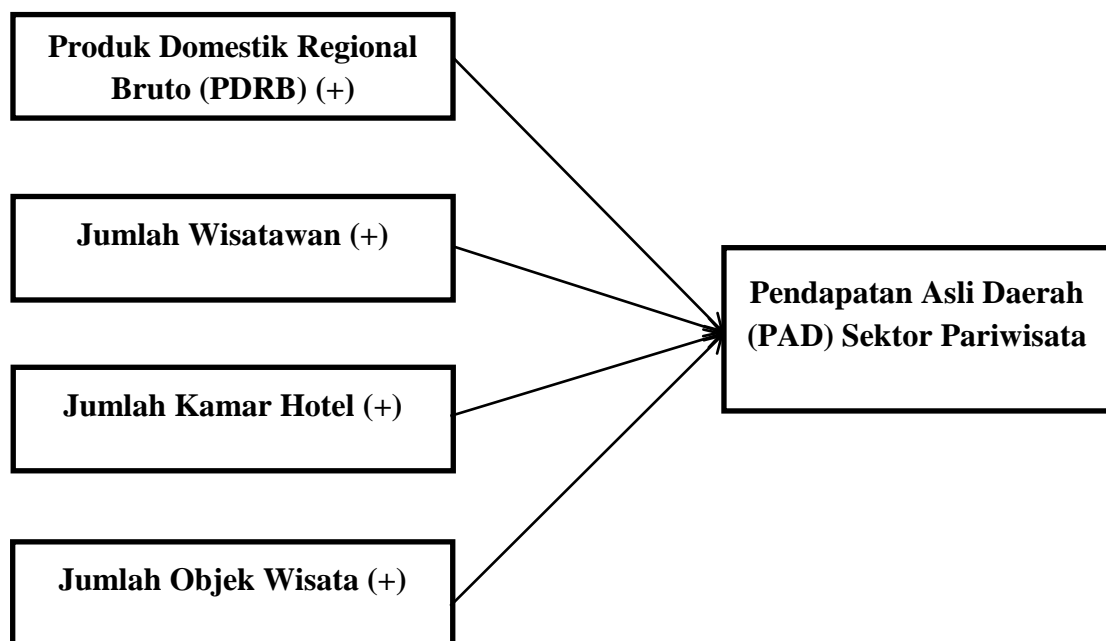 Produk Domestik Regional
Bruto (PDRB) (+)
Jumlah Wisatawan (+)
Jumlah Kamar Hotel (+)
Jumlah Objek Wisata (+)
Pendapatan Asli Daerah
(PAD) Sektor Pariwisata